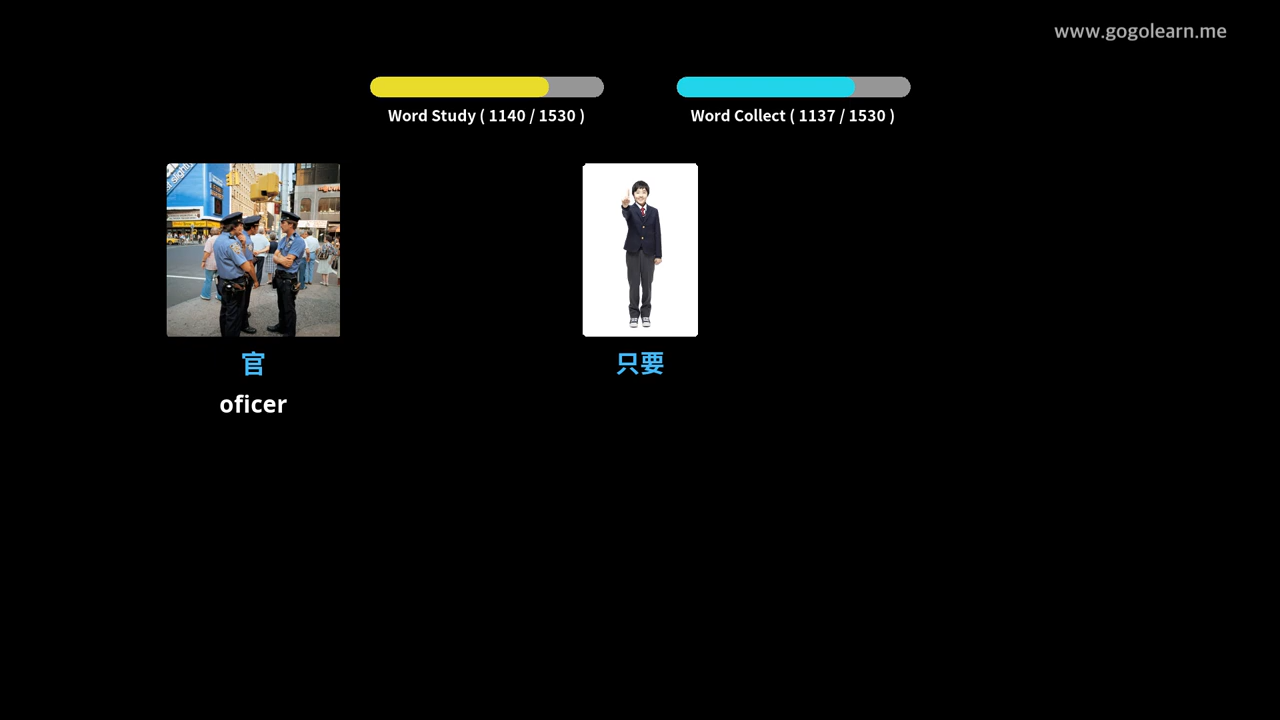 www.gogolearn.me
Word Study ( 1140 / 1530 )
Word Collect ( 1137 / 1530 )
官
只要
oficer